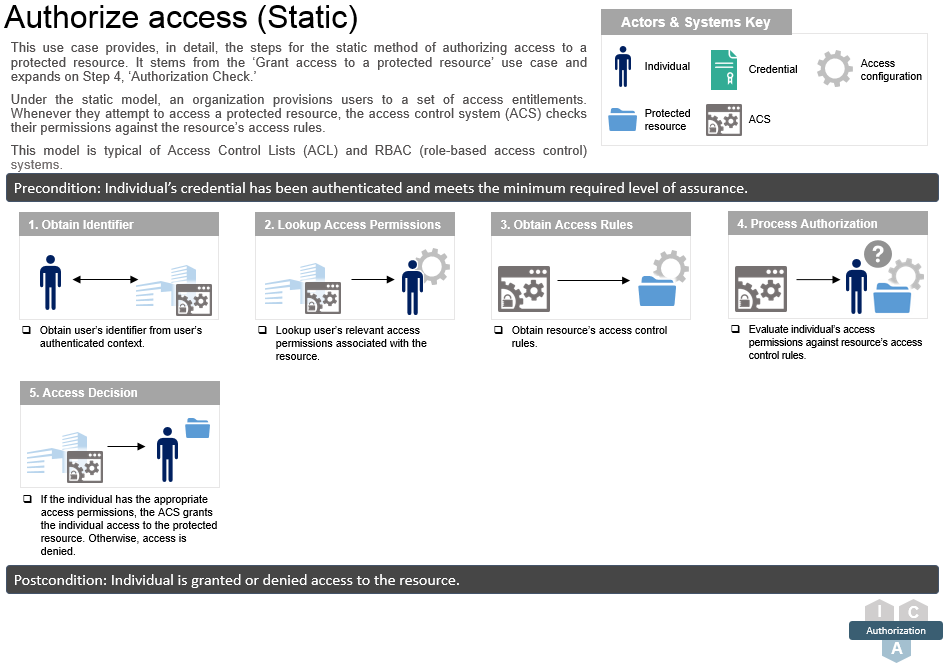 Authorize access (Static)
This use case provides, in detail, the steps for the static method of authorizing access to a
protected resource. It stems from the ‘Grant access to a protected resource’ use case and
expands on Step 4, ‘Authorization Check.’
Under the static model, an organization provisions users to a set of access entitlements.
Whenever they attempt to access a protected resource, the access control system (ACS) checks
their permissions against the resource’s access rules.
This model is typical of Access Control Lists (ACL) and RBAC (role-based access control)
systems.
Actors & Systems Key
Individual
Credential
Access
configuration
Protected
resource
ACS
Precondition: Individual’s credential has been authenticated and meets the minimum required level of assurance.
1. Obtain Identifier
Obtain user’s identifier from user’s
authenticated context.
2. Lookup Access Permissions
Lookup user’s relevant access
permissions associated with the
resource.
3. Obtain Access Rules
Obtain resource’s access control
rules.
4. Process Authorization
?
Evaluate individual’s access
permissions against resource’s access
control rules.
5. Access Decision
If the individual has the appropriate
access permissions, the ACS grants
the individual access to the protected
resource. Otherwise, access is
denied.
Postcondition: Individual is granted or denied access to the resource.
I C
Authorization
A